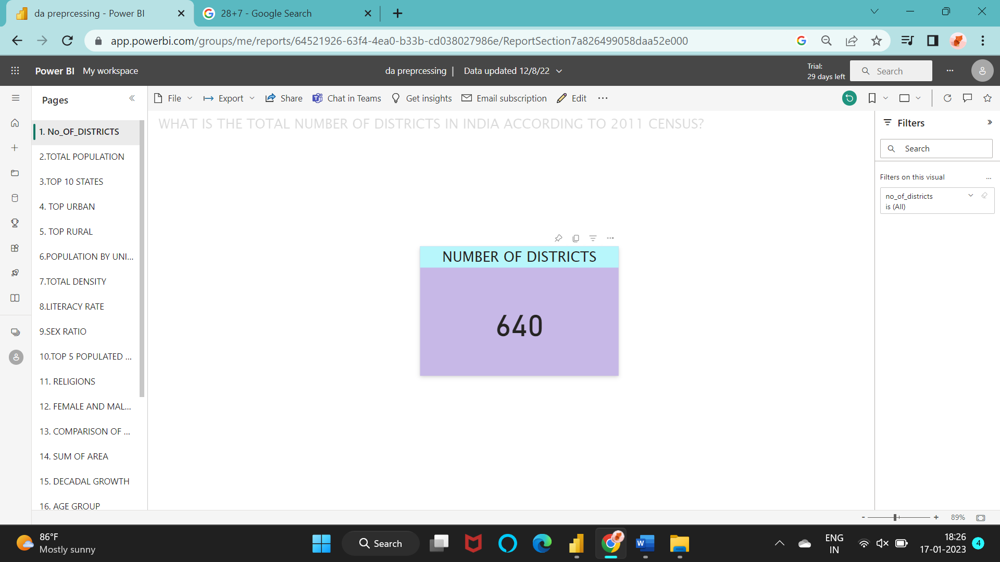 da preprcessing - Power BI
28+7 - Google Search
app.powerbi.com/groups/me/reports/64521926-63f4-4ea0-b33b-cd038027986e/ReportSection7a826499058daa52e000
Power BI My workspace
da preprcessing | Data updated 12/8/22
Trial:
29 days left
Search
Pages
File Export Share Chat in Teams Get insights Email subscription Edit
1. No_OF_DISTRICTS
2.TOTAL POPULATION
3.TOP 10 STATES
4. TOP URBAN
5. TOP RURAL
6.POPULATION BY UNI...
7.TOTAL DENSITY
8.LITERACY RATE
9.SEX RATIO
10.TOP 5 POPULATED ...
11. RELIGIONS
12. FEMALE AND MAL...
13. COMPARISON OF ...
14. SUM OF AREA
15. DECADAL GROWTH
16. AGE GROUP
WHAT IS THE TOTAL NUMBER OF DISTRICTS IN INDIA ACCORDING TO 2011 CENSUS?
NUMBER OF DISTRICTS
640
Filters
Search
Filters on this visual
no_of_districts
is (All)
- + 89%
86°F
Mostly sunny
Search
W
ENG
IN
18:26
17-01-2023
4